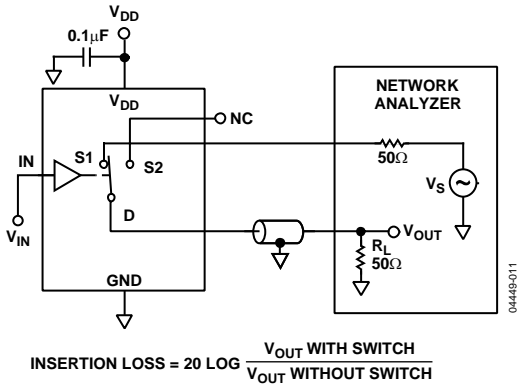 VDD
0.1µF
VDD
NC
NETWORK
ANALYZER
IN
S1
S2
50Ω
VS
VIN
D
VOUT
RL
50Ω
GND
04449-011
INSERTION LOSS = 20 LOG VOUT WITH SWITCH
VOUT WITHOUT SWITCH